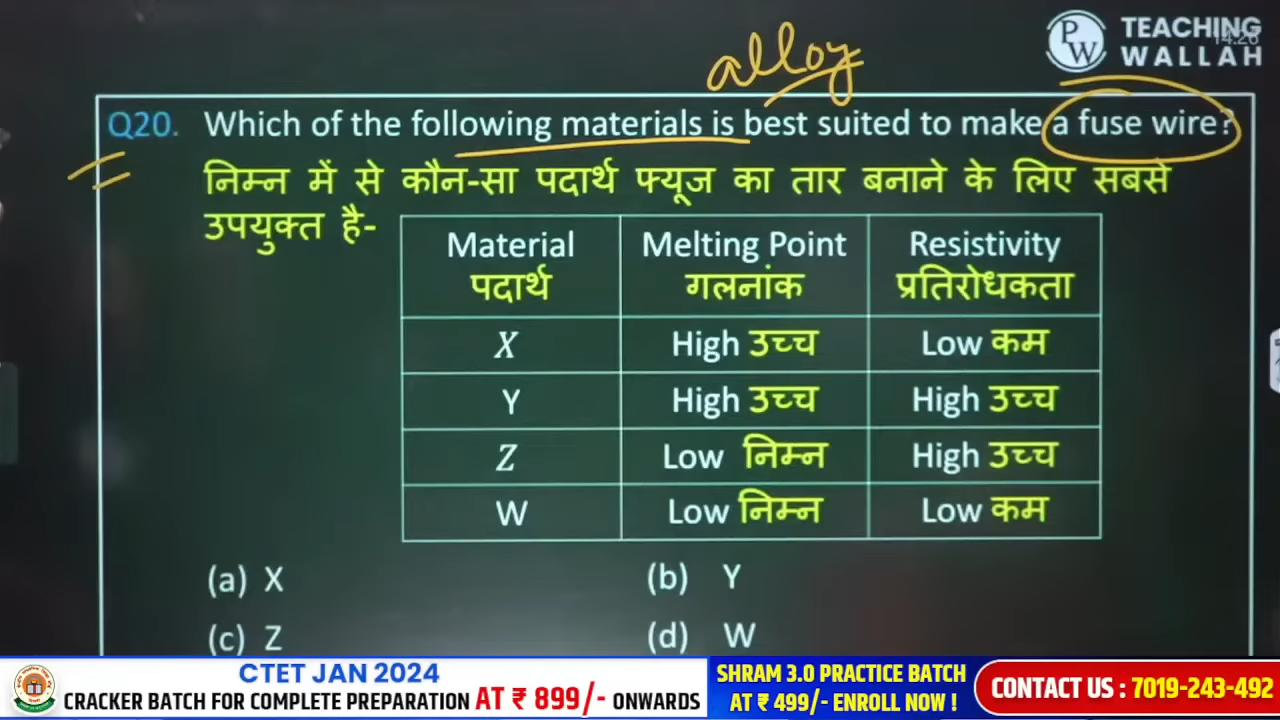 alloy
PW TEACHING WALLAH
14:26
Q20. Which of the following materials is best suited to make a fuse wire?
निम्न में से कौन-सा पदार्थ फ्यूज का तार बनाने के लिए सबसे
उपयुक्त है-
Material Melting Point Resistivity
पदार्थ गलनांक प्रतिरोधकता
X High उच्च Low कम
Y High उच्च High उच्च
Z Low निम्न High उच्च
W Low निम्न Low कम
(a) X (b) Y
(c) Z (d) W
CTET JAN 2024
CRACKER BATCH FOR COMPLETE PREPARATION AT ₹ 899/- ONWARDS
SHRAM 3.0 PRACTICE BATCH
AT ₹ 499/- ENROLL NOW !
CONTACT US : 7019-243-492